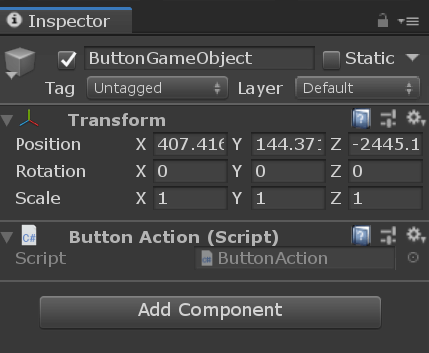 Inspector
ButtonGameObject Static
Tag Untagged Layer Default
Transform
Position X 407.416 Y 144.371 Z -2445.1
Rotation X 0 Y 0 Z 0
Scale X 1 Y 1 Z 1
C# Button Action (Script)
Script ButtonAction
Add Component